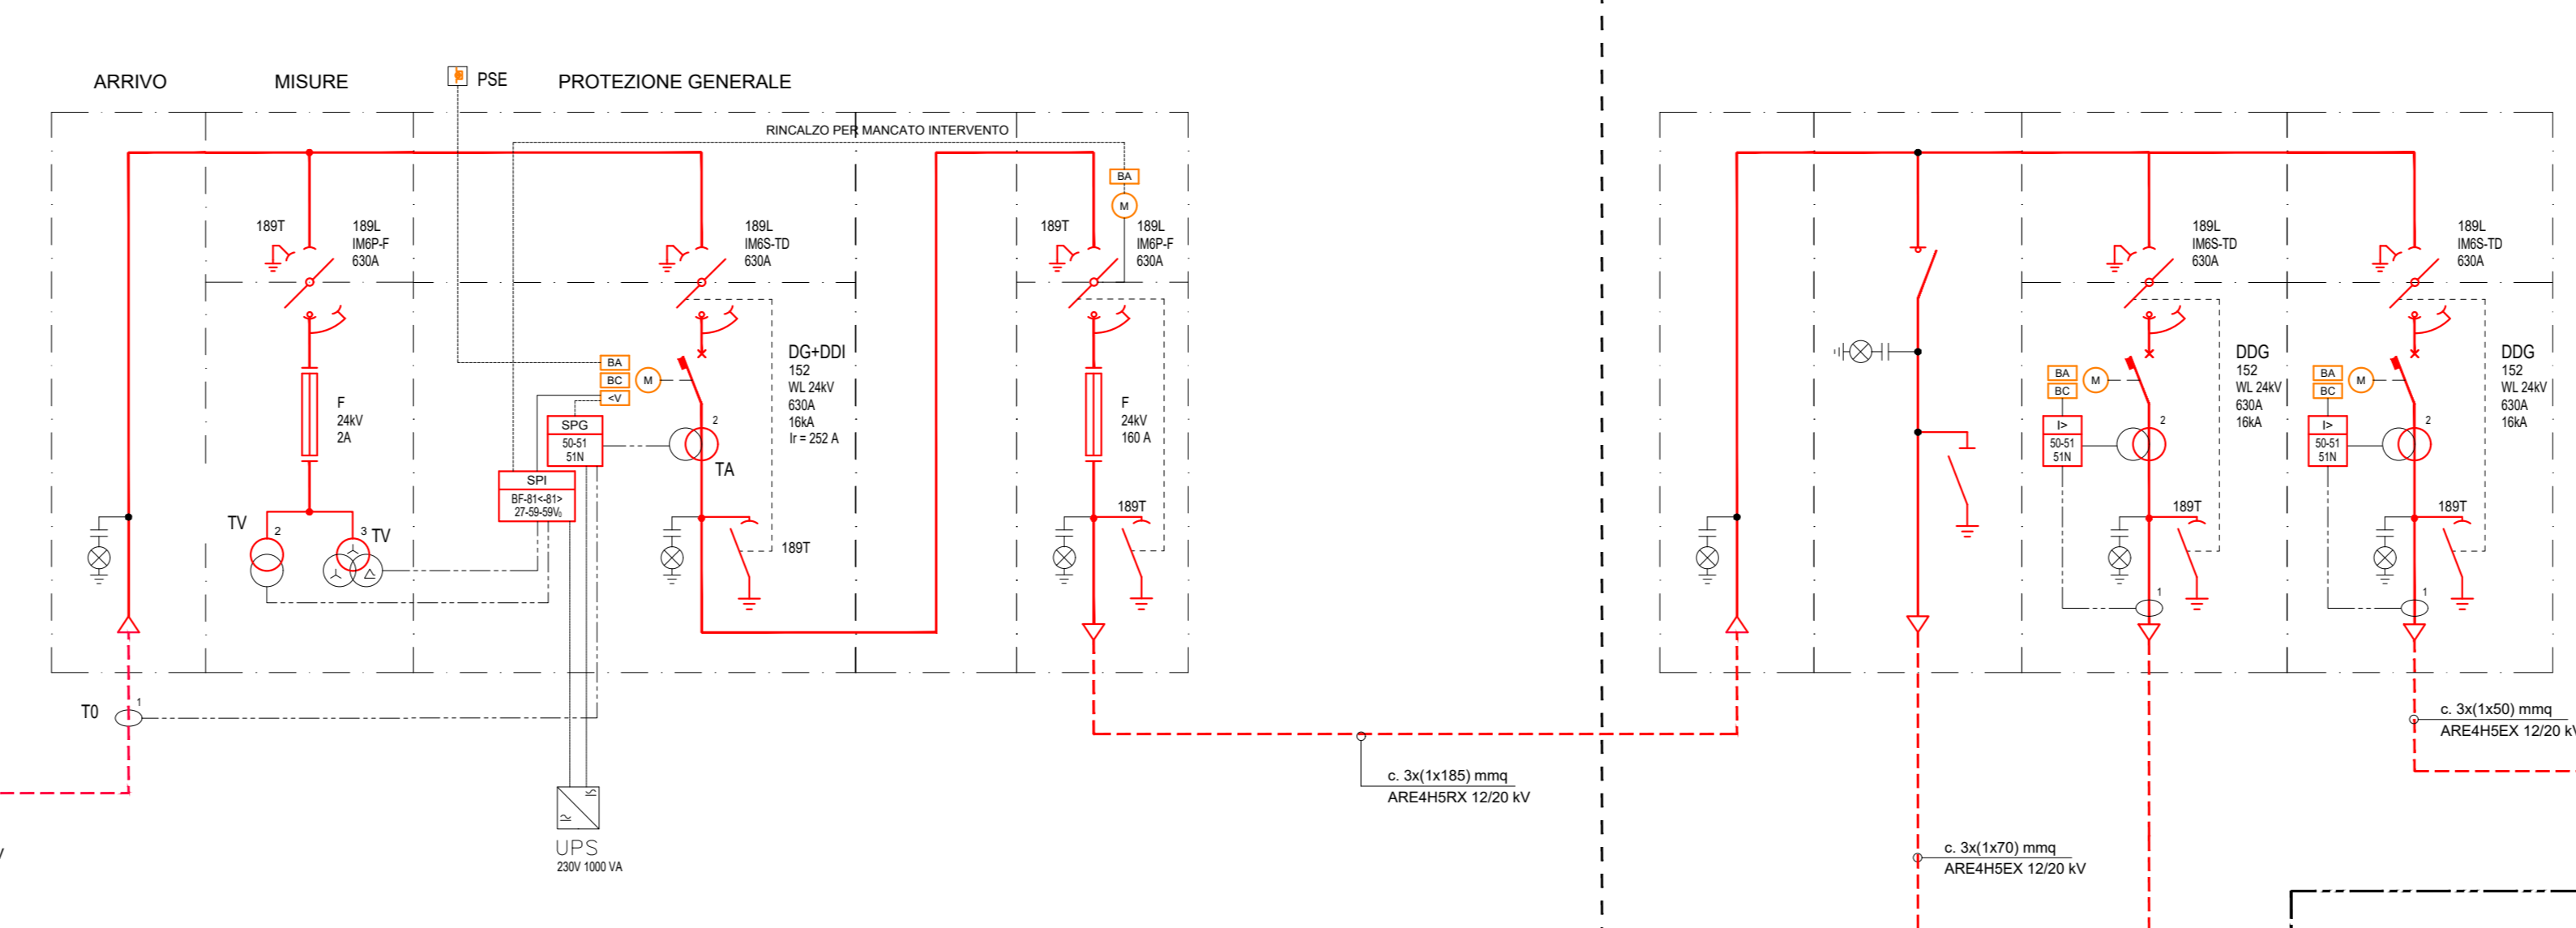 ARRIVO
MISURE
PSE
PROTEZIONE GENERALE
RINCALZO PER MANCATO INTERVENTO
BA
M
189T
189L
IM6P-F
630A
189L
IM6S-TD
630A
189T
189L
IM6P-F
630A
189L
IM6S-TD
630A
189L
IM6S-TD
630A
F
24kV
2A
BA
BC
<V
M
DG+DDI
152
WL 24kV
630A
16kA
Ir = 252 A
SPG
50-51
51N
2
TA
SPI
BF-81<-81>
27-59-59V₀
F
24kV
160 A
BA
BC
M
DDG
152
WL 24kV
630A
16kA
I>
50-51
51N
2
BA
BC
M
DDG
152
WL 24kV
630A
16kA
I>
50-51
51N
2
TV
2
3
TV
189T
189T
189T
189T
1
1
T0
1
c. 3x(1x185) mmq
ARE4H5RX 12/20 kV
c. 3x(1x50) mmq
ARE4H5EX 12/20 kV
UPS
230V 1000 VA
c. 3x(1x70) mmq
ARE4H5EX 12/20 kV